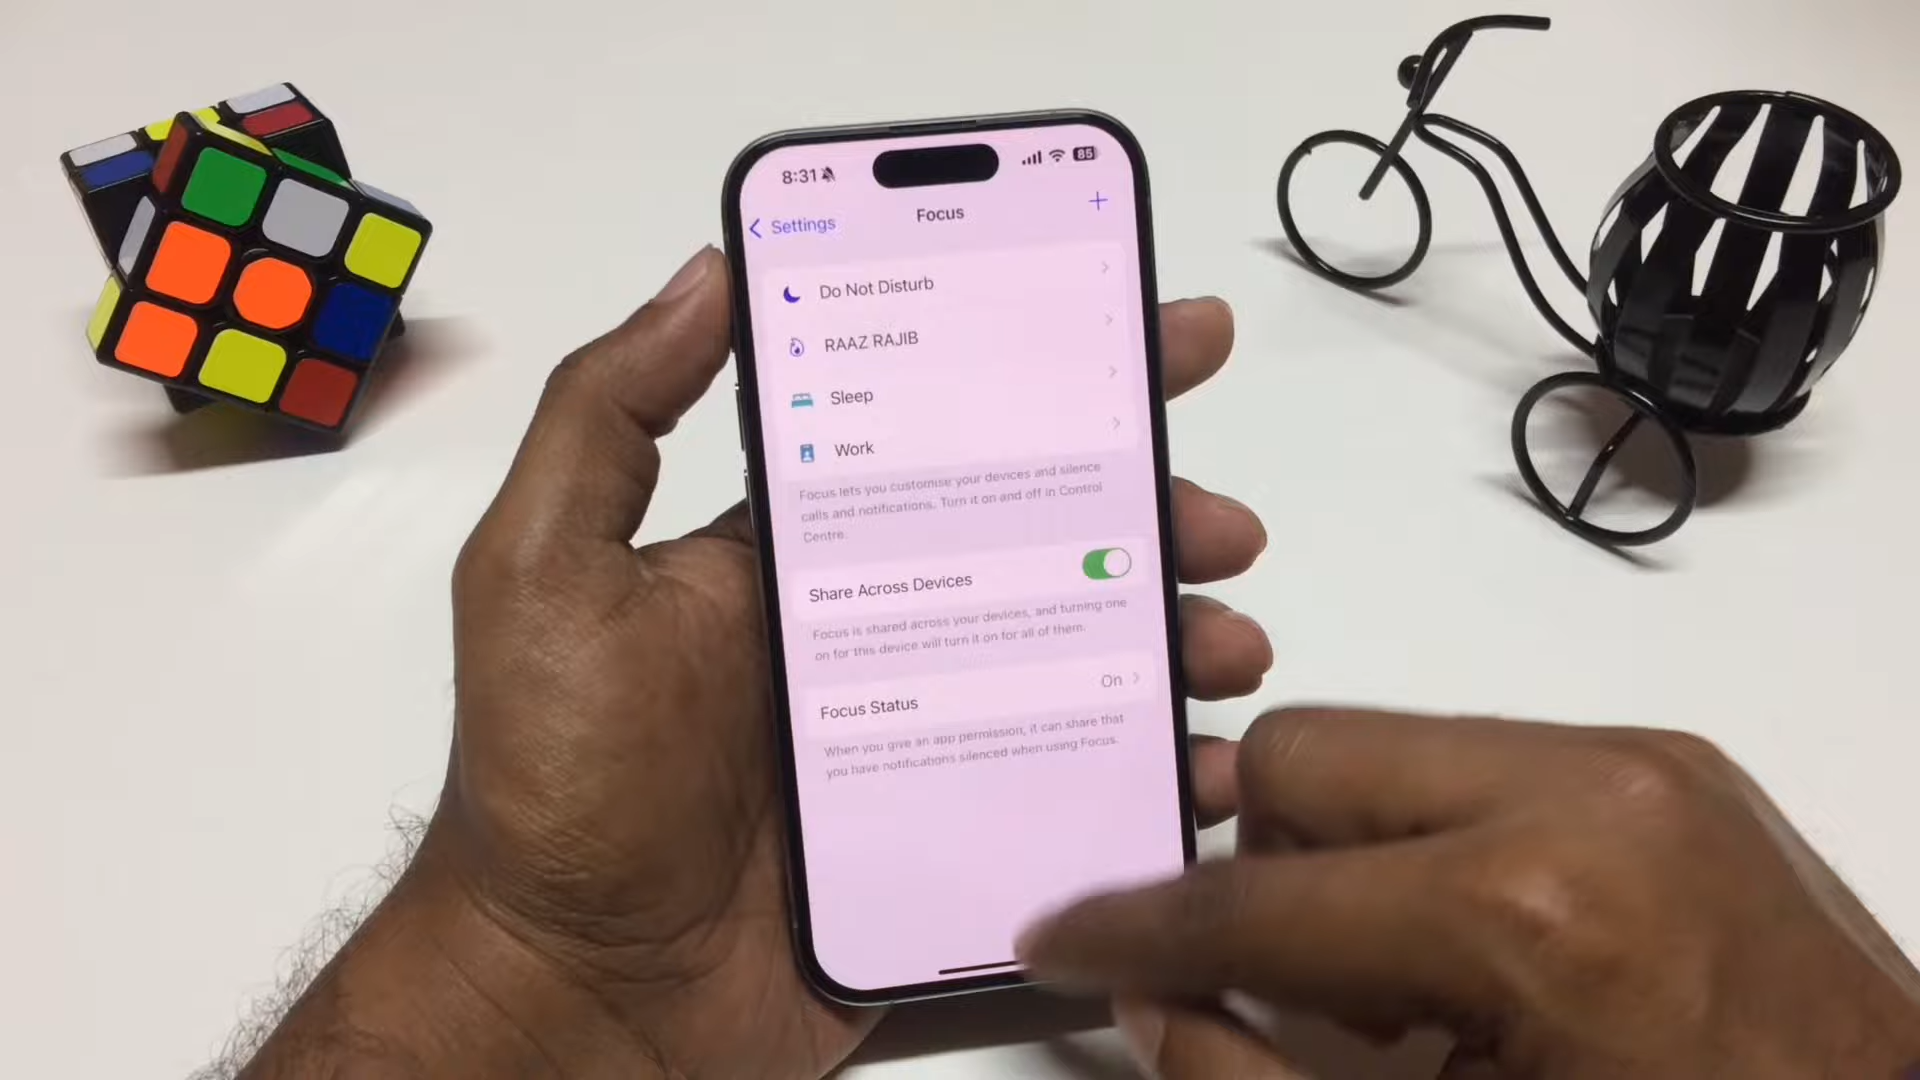 8:31
85
Settings
Focus
Do Not Disturb
RAAZ RAJIB
Sleep
Work
Focus lets you customise your devices and silence
calls and notifications. Turn it on and off in Control
Centre.
Share Across Devices
Focus is shared across your devices, and turning one
on for this device will turn it on for all of them.
Focus Status
On
When you give an app permission, it can share that
you have notifications silenced when using Focus.